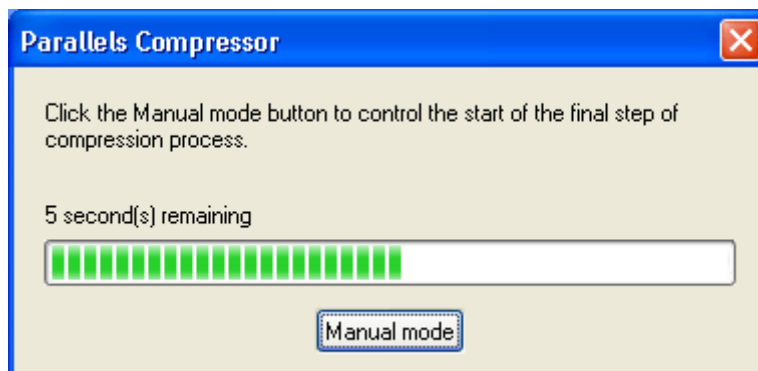 Parallels Compressor
Click the Manual mode button to control the start of the final step of
compression process.
5 second(s) remaining
Manual mode